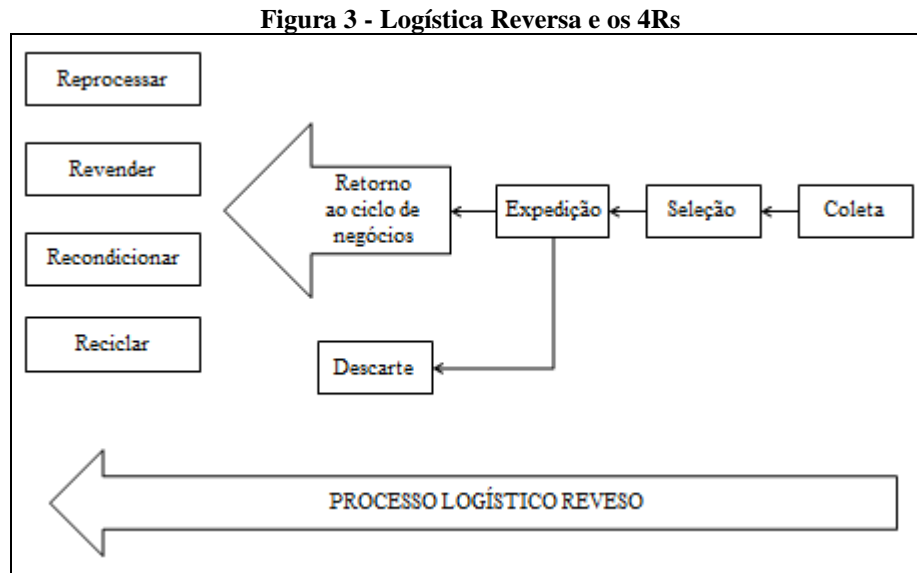 Figura 3 - Logística Reversa e os 4Rs
Reprocessar
Revender
Recondicionar
Reciclar
Retorno
ao ciclo de
negócios
Expedição
Seleção
Coleta
Descarte
PROCESSO LOGÍSTICO REVESO